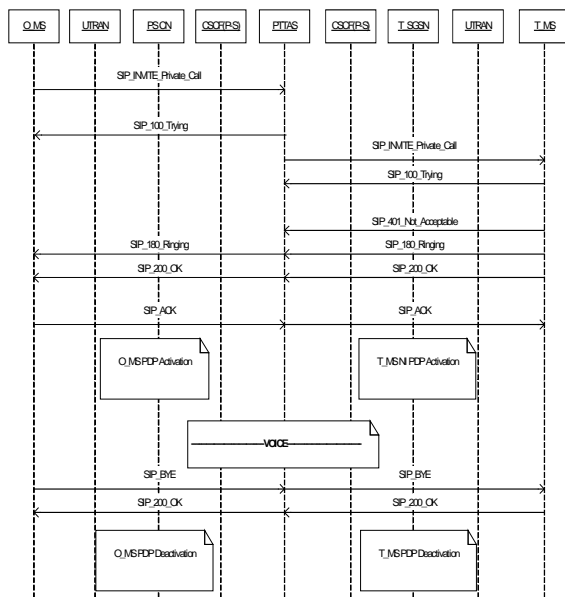 O_MS UTRAN PSCN CSCF(P-S) PTTAS CSCF(P-S) T_SGSN UTRAN T_MS
SIP_INVITE_Private_Call
SIP_100_Trying
SIP_INVITE_Private_Call
SIP_100_Trying
SIP_401_Not_Acceptable
SIP_180_Ringing SIP_180_Ringing
SIP_200_OK SIP_200_OK
SIP_ACK SIP_ACK
O_MS PDP Activation T_MS NI PDP Activation
VOICE
SIP_BYE SIP_BYE
SIP_200_OK SIP_200_OK
O_MS PDP Deactivation T_MS PDP Deactivation